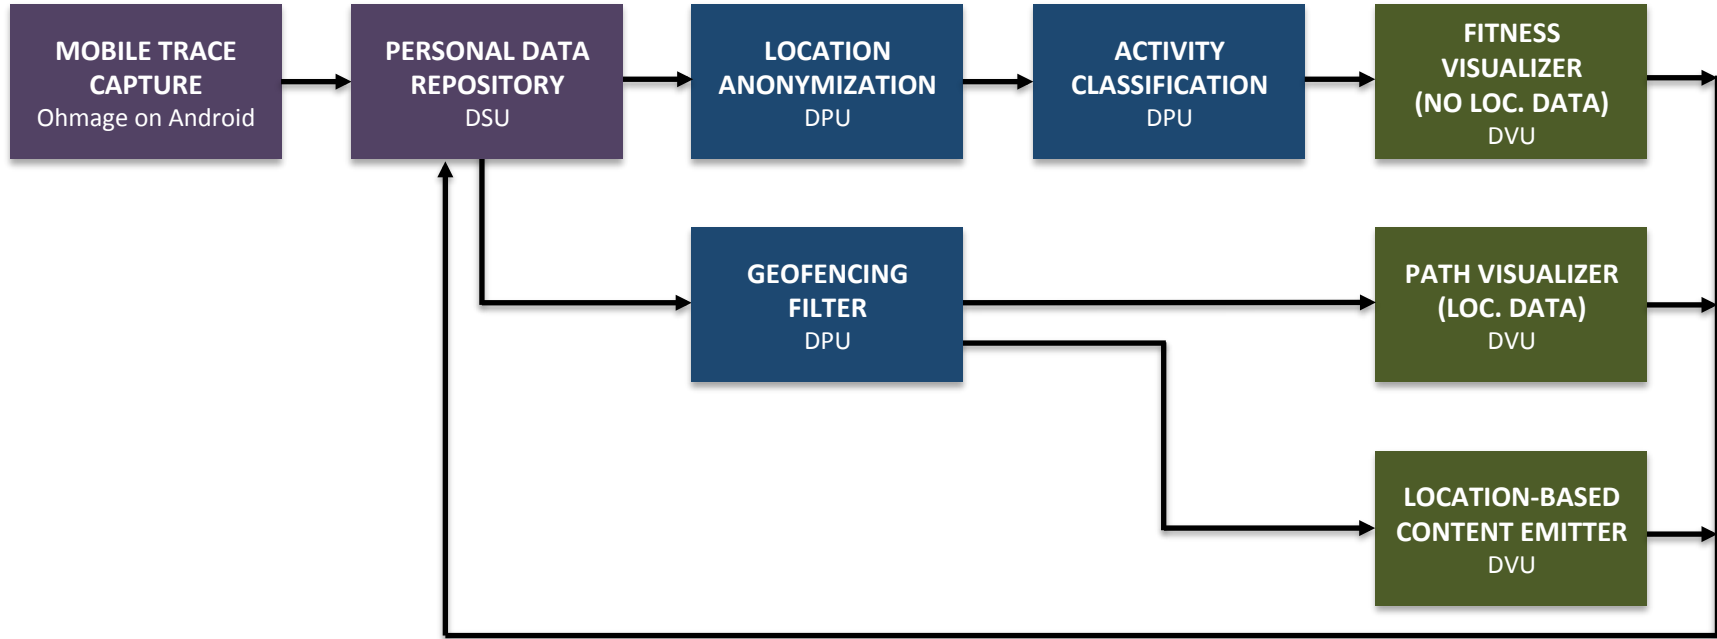 MOBILE TRACE
CAPTURE
Ohmage on Android
PERSONAL DATA
REPOSITORY
DSU
LOCATION
ANONYMIZATION
DPU
ACTIVITY
CLASSIFICATION
DPU
FITNESS
VISUALIZER
(NO LOC. DATA)
DVU
GEOFENCING
FILTER
DPU
PATH VISUALIZER
(LOC. DATA)
DVU
LOCATION-BASED
CONTENT EMITTER
DVU